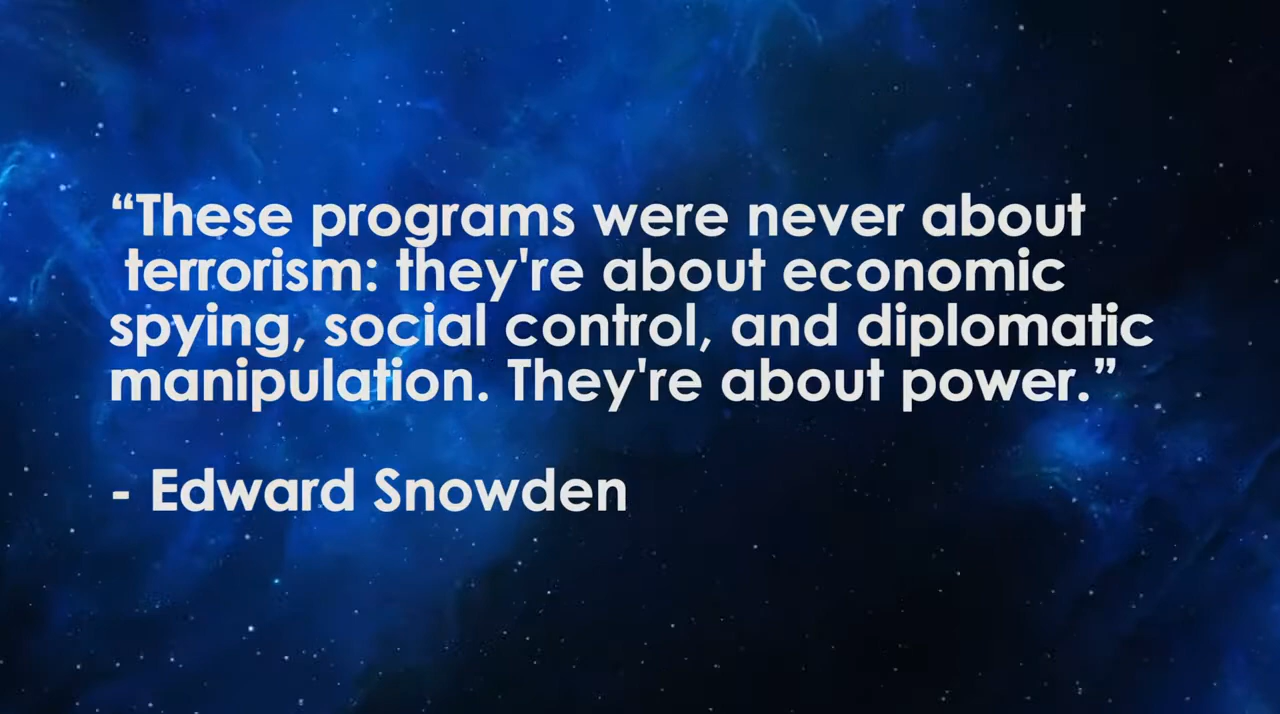 “These programs were never about
terrorism: they're about economic
spying, social control, and diplomatic
manipulation. They're about power.”
- Edward Snowden